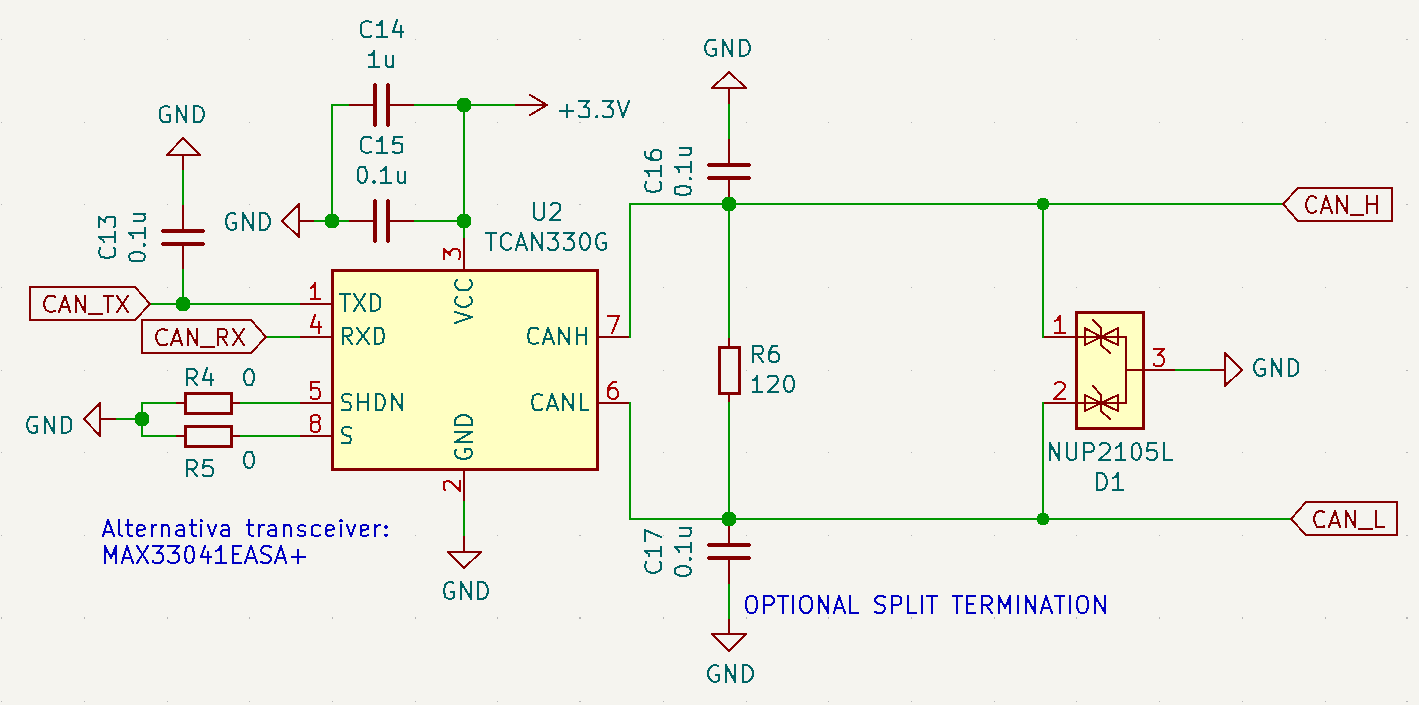 C14
1u
GND
+3.3V
GND
C15
0.1u
C16
0.1u
C13
0.1u
GND
U2
TCAN330G
CAN_H
3
CAN_TX
1
TXD
VCC
CAN_RX
4
RXD
CANH
7
1
R6
120
3
GND
R4 0
5
SHDN
CANL
6
2
GND
8
S
GND
R5 0
NUP2105L
D1
2
Alternativa transceiver:
MAX33041EASA+
CAN_L
C17
0.1u
GND
OPTIONAL SPLIT TERMINATION
GND